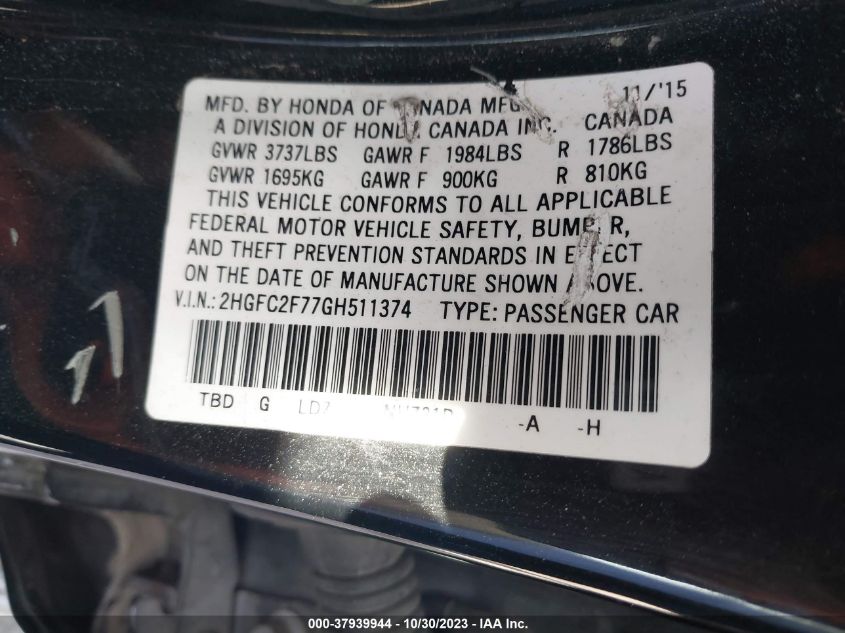 11/'15
MFD. BY HONDA OF CANADA MFG.
A DIVISION OF HONDA CANADA INC. CANADA
GVWR 3737LBS GAWR F 1984LBS R 1786LBS
GVWR 1695KG GAWR F 900KG R 810KG
THIS VEHICLE CONFORMS TO ALL APPLICABLE
FEDERAL MOTOR VEHICLE SAFETY, BUMPER,
AND THEFT PREVENTION STANDARDS IN EFFECT
ON THE DATE OF MANUFACTURE SHOWN ABOVE.
V.I.N.: 2HGFC2F77GH511374 TYPE: PASSENGER CAR
TBD G -A -H
000-37939944 - 10/30/2023 - IAA Inc.